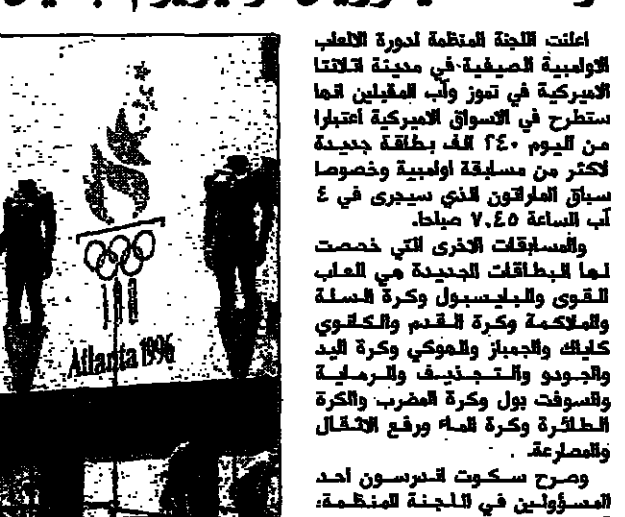 اعلنت اللجنة المنظمة لدورة الالعاب
الاولمبية الصيفية في مدينة اتلانتا
الاميركية في تموز وآب المقبلين انها
ستطرح في الاسواق الاميركية أعتبارا
من اليوم ٢٤٠ الف بطاقة جديدة
لاكثر من مسابقة اولمبية وخصوصا
سباق الماراتون الذي سيجرى في ٤
آب الساعة ٧,٤٥ صباحا.
والمسابقات الاخرى التي خصصت
لها البطاقات الجديدة هي العاب
القوى والبايسبول وكرة السلة
والملاكمة وكرة القدم والكانوي
كاياك والجمباز والهوكي وكرة اليد
والجودو والتجذيف والرماية
والسوفت بول وكرة المضرب والكرة
الطائرة وكرة الماء ورفع الاثقال
والمصارعة.
وصرح سكوت اندرسون احد
المسؤولين في اللجنة المنظمة:
Atlanta 1996